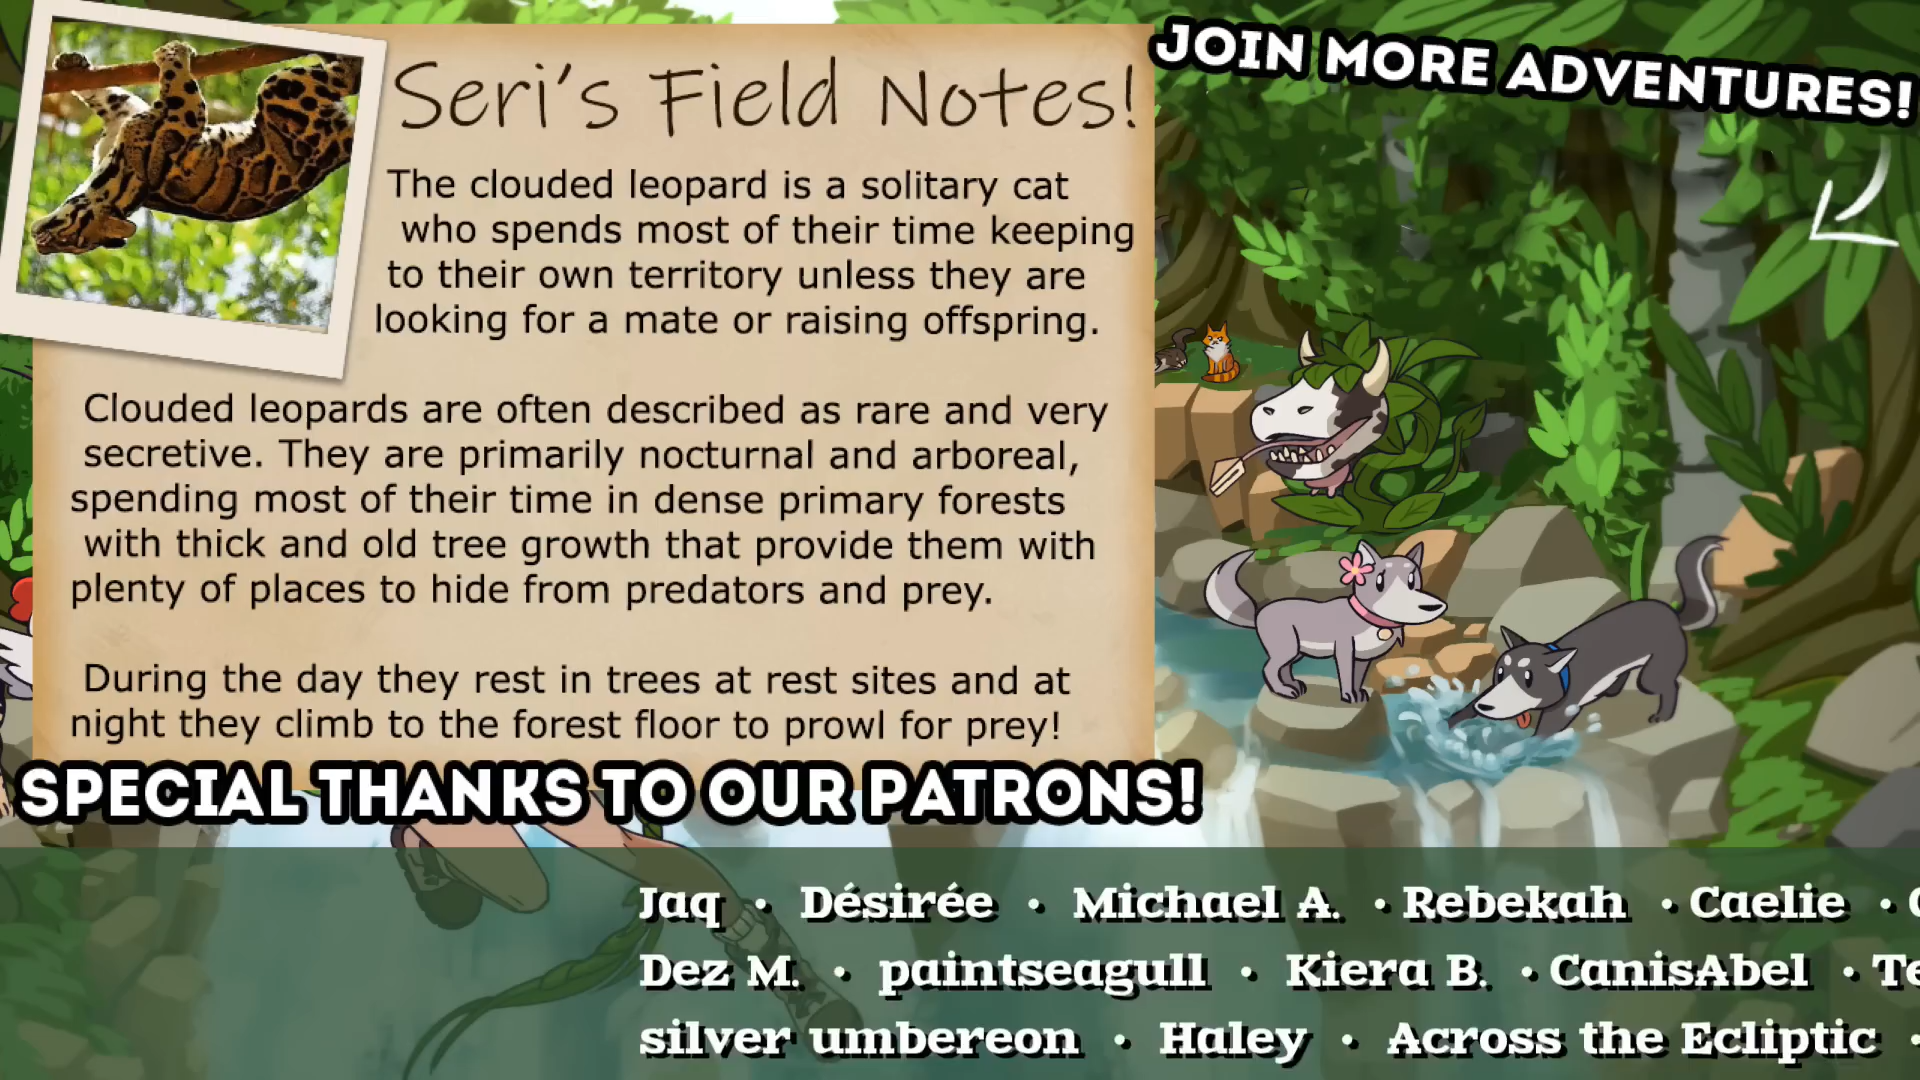 Seri's Field Notes!
JOIN MORE ADVENTURES!
The clouded leopard is a solitary cat
who spends most of their time keeping
to their own territory unless they are
looking for a mate or raising offspring.
Clouded leopards are often described as rare and very
secretive. They are primarily nocturnal and arboreal,
spending most of their time in dense primary forests
with thick and old tree growth that provide them with
plenty of places to hide from predators and prey.
During the day they rest in trees at rest sites and at
night they climb to the forest floor to prowl for prey!
SPECIAL THANKS TO OUR PATRONS!
Jaq • Désirée • Michael A. • Rebekah • Caelie •
Dez M. • paintseagull • Kiera B. • CanisAbel •
silver umbereon • Haley • Across the Ecliptic •